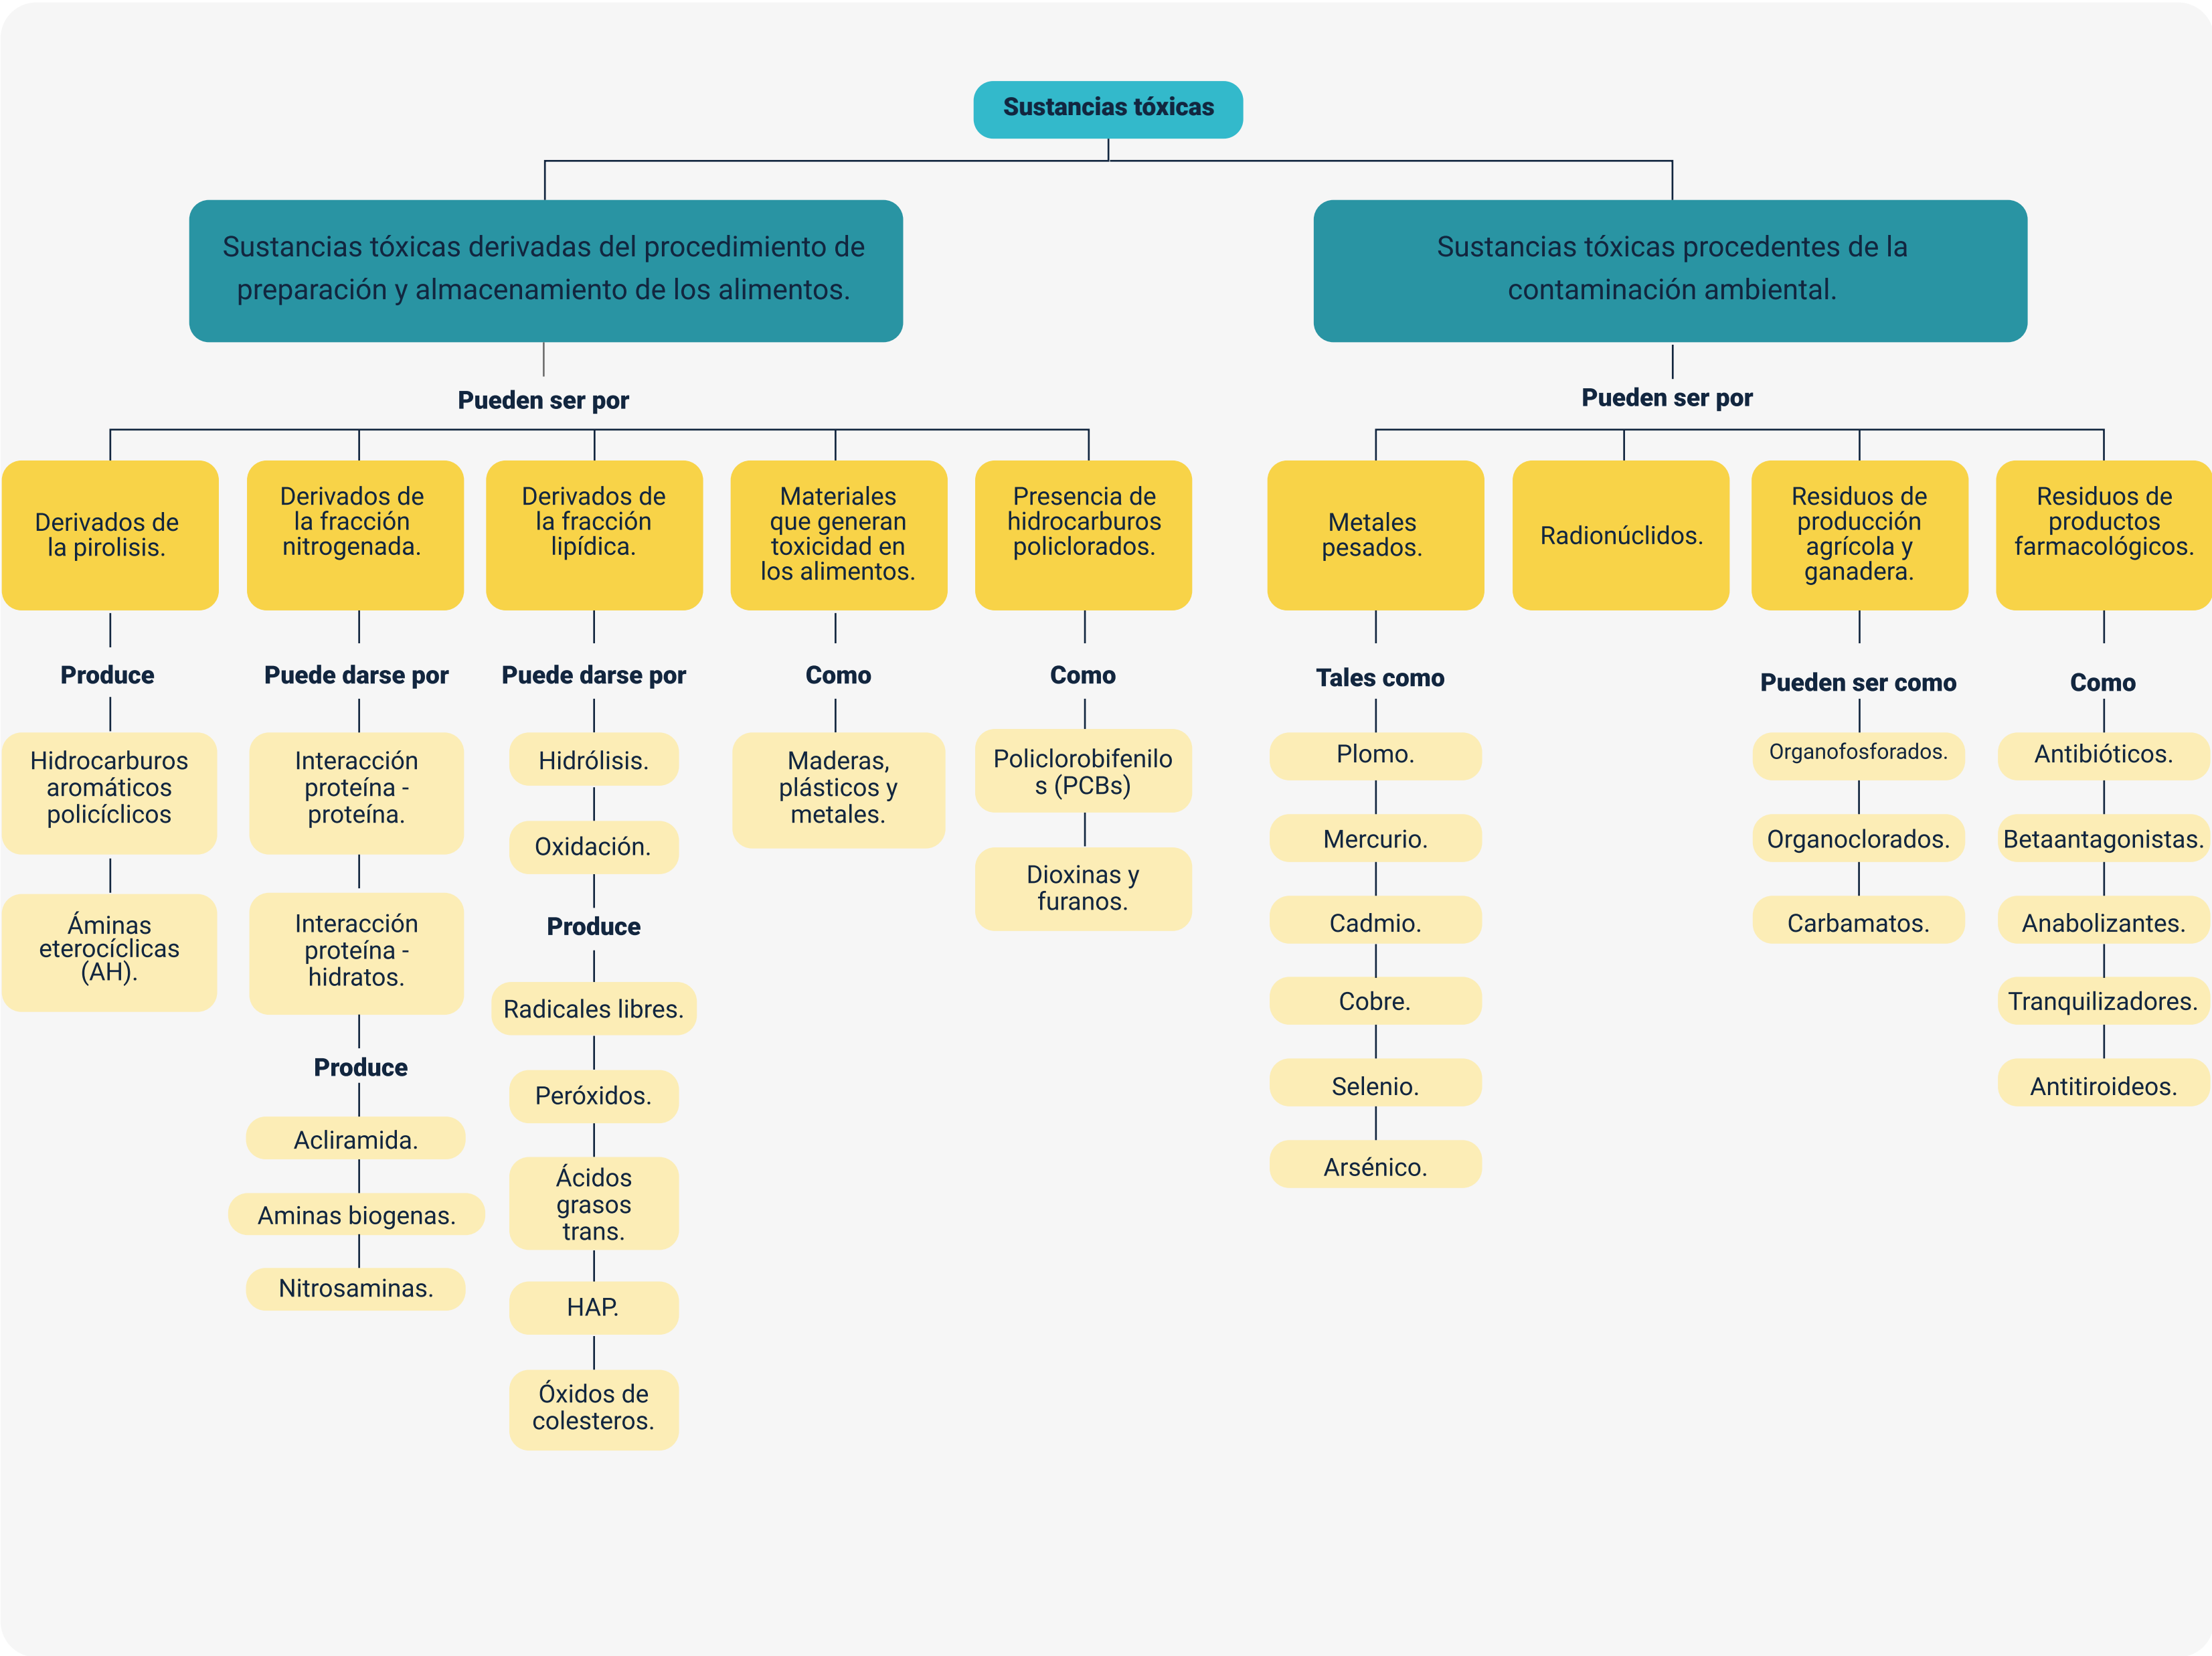 Sustancias tóxicas
Sustancias tóxicas derivadas del procedimiento de
preparación y almacenamiento de los alimentos.
Pueden ser por
Derivados de
la pirolisis.
Produce
Hidrocarburos
aromáticos
policíclicos
Áminas
eterocíclicas
(AH).
Derivados de
la fracción
nitrogenada.
Puede darse por
Interacción
proteína -
proteína.
Interacción
proteína -
hidratos.
Produce
Acliramida.
Aminas biogenas.
Nitrosaminas.
Derivados de
la fracción
lipídica.
Puede darse por
Hidrólisis.
Oxidación.
Produce
Radicales libres.
Peróxidos.
Ácidos
grasos
trans.
HAP.
Óxidos de
colesteros.
Materiales
que generan
toxicidad en
los alimentos.
Como
Maderas,
plásticos y
metales.
Presencia de
hidrocarburos
policlorados.
Como
Policlorobifenilo
s (PCBs)
Dioxinas y
furanos.
Sustancias tóxicas procedentes de la
contaminación ambiental.
Pueden ser por
Metales
pesados.
Tales como
Plomo.
Mercurio.
Cadmio.
Cobre.
Selenio.
Arsénico.
Radionúclidos.
Residuos de
producción
agrícola y
ganadera.
Pueden ser como
Organofosforados.
Organoclorados.
Carbamatos.
Residuos de
productos
farmacológicos.
Como
Antibióticos.
Betaantagonistas.
Anabolizantes.
Tranquilizadores.
Antitiroideos.